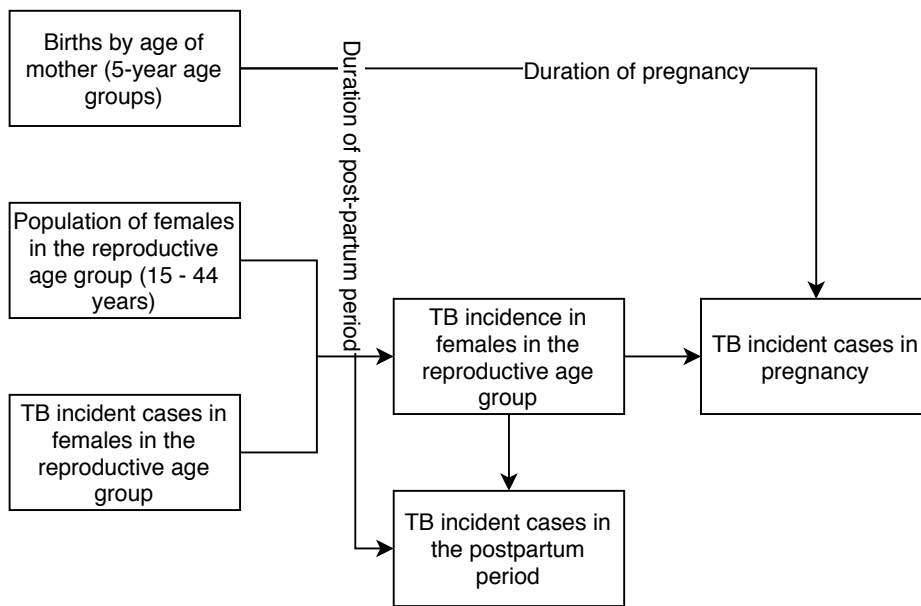 Births by age of
mother (5-year age
groups)
Duration of pregnancy
Duration of post-partum period
Population of females
in the reproductive
age group (15 - 44
years)
TB incidence in
females in the
reproductive age
group
TB incident cases in
pregnancy
TB incident cases in
females in the
reproductive age
group
TB incident cases in
the postpartum
period